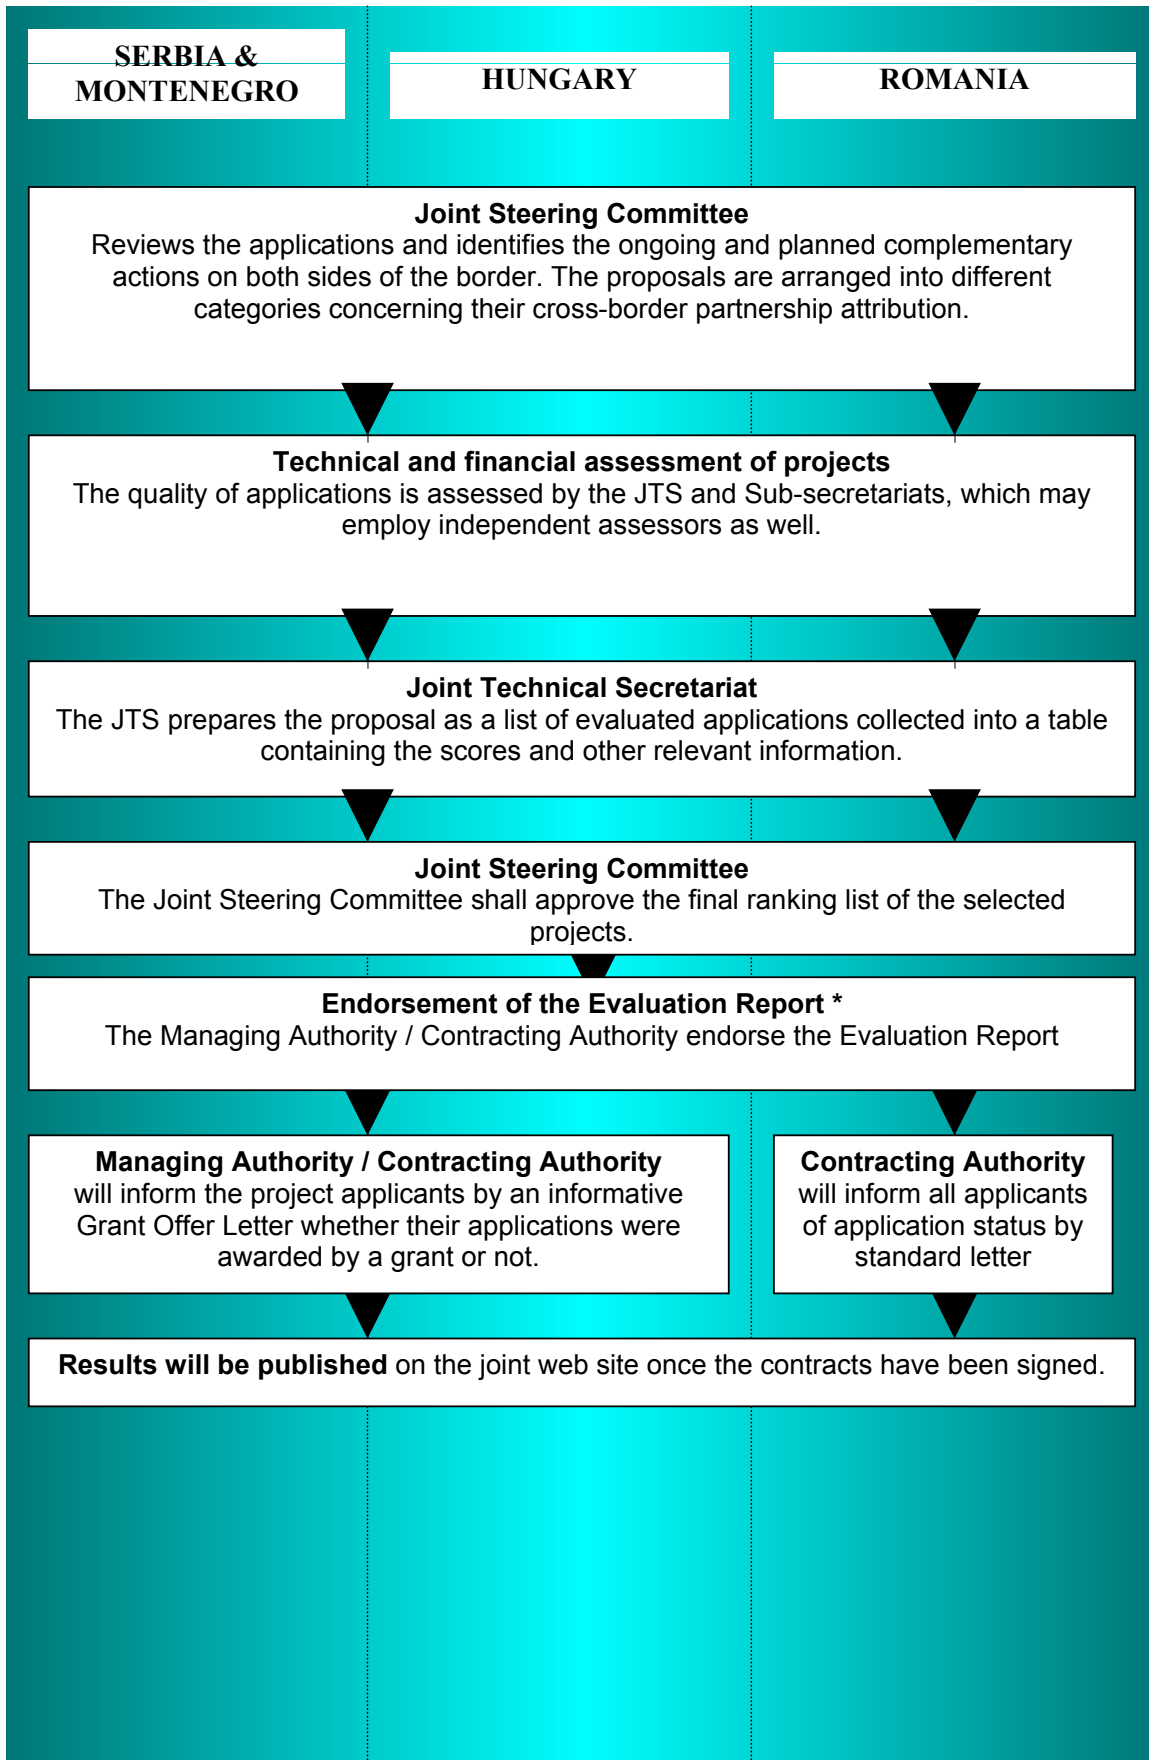 SERBIA &
MONTENEGRO
HUNGARY
ROMANIA
Joint Steering Committee
Reviews the applications and identifies the ongoing and planned complementary
actions on both sides of the border. The proposals are arranged into different
categories concerning their cross-border partnership attribution.
Technical and financial assessment of projects
The quality of applications is assessed by the JTS and Sub-secretariats, which may
employ independent assessors as well.
Joint Technical Secretariat
The JTS prepares the proposal as a list of evaluated applications collected into a table
containing the scores and other relevant information.
Joint Steering Committee
The Joint Steering Committee shall approve the final ranking list of the selected
projects.
Endorsement of the Evaluation Report *
The Managing Authority / Contracting Authority endorse the Evaluation Report
Managing Authority / Contracting Authority
will inform the project applicants by an informative
Grant Offer Letter whether their applications were
awarded by a grant or not.
Contracting Authority
will inform all applicants
of application status by
standard letter
Results will be published on the joint web site once the contracts have been signed.